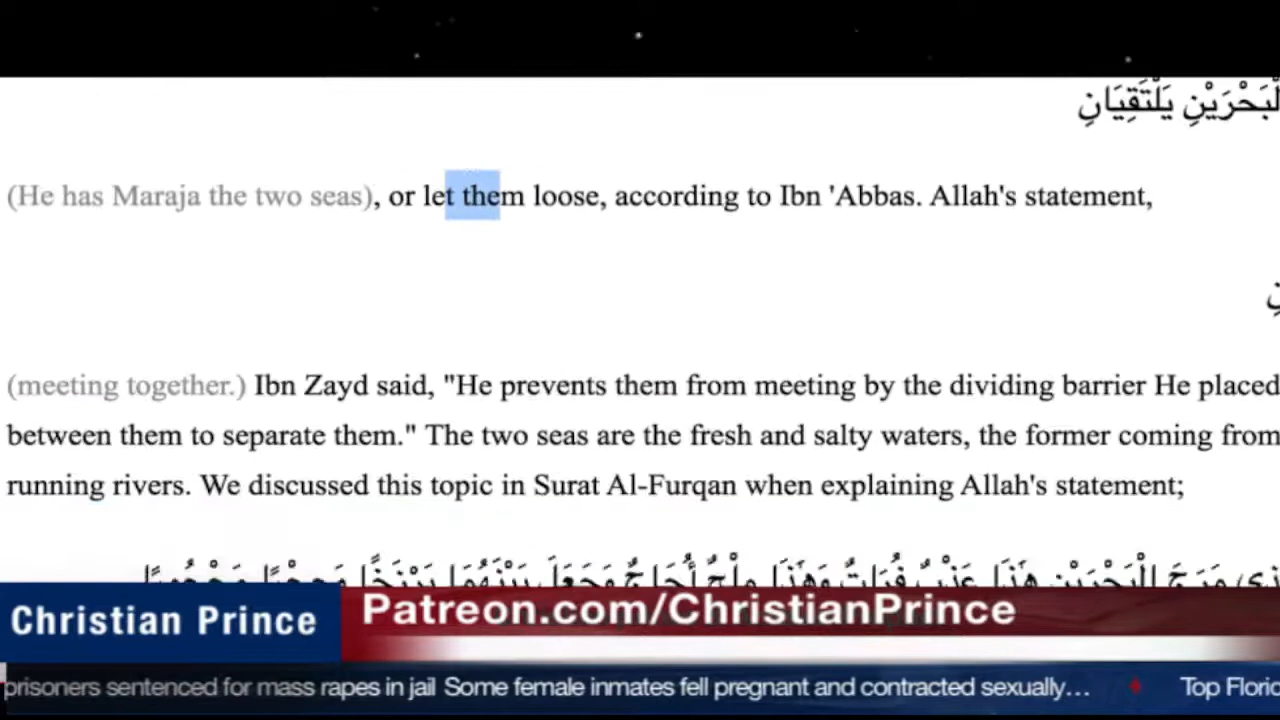 لْبَحْرَيْنِ يَلْتَقِيَانِ
(He has Maraja the two seas), or let them loose, according to Ibn 'Abbas. Allah's statement,
(meeting together.) Ibn Zayd said, "He prevents them from meeting by the dividing barrier He placed
between them to separate them." The two seas are the fresh and salty waters, the former coming from
running rivers. We discussed this topic in Surat Al-Furqan when explaining Allah's statement;
مَرَجَ الْبَحْرَيْنِ هَذَا عَذْبٌ فُرَاتٌ وَهَذَا مِلْحٌ أُجَاجٌ وَجَعَلَ بَيْنَهُمَا بَرْزَخًا
Christian Prince
Patreon.com/ChristianPrince
prisoners sentenced for mass rapes in jail Some female inmates fell pregnant and contracted sexually… Top